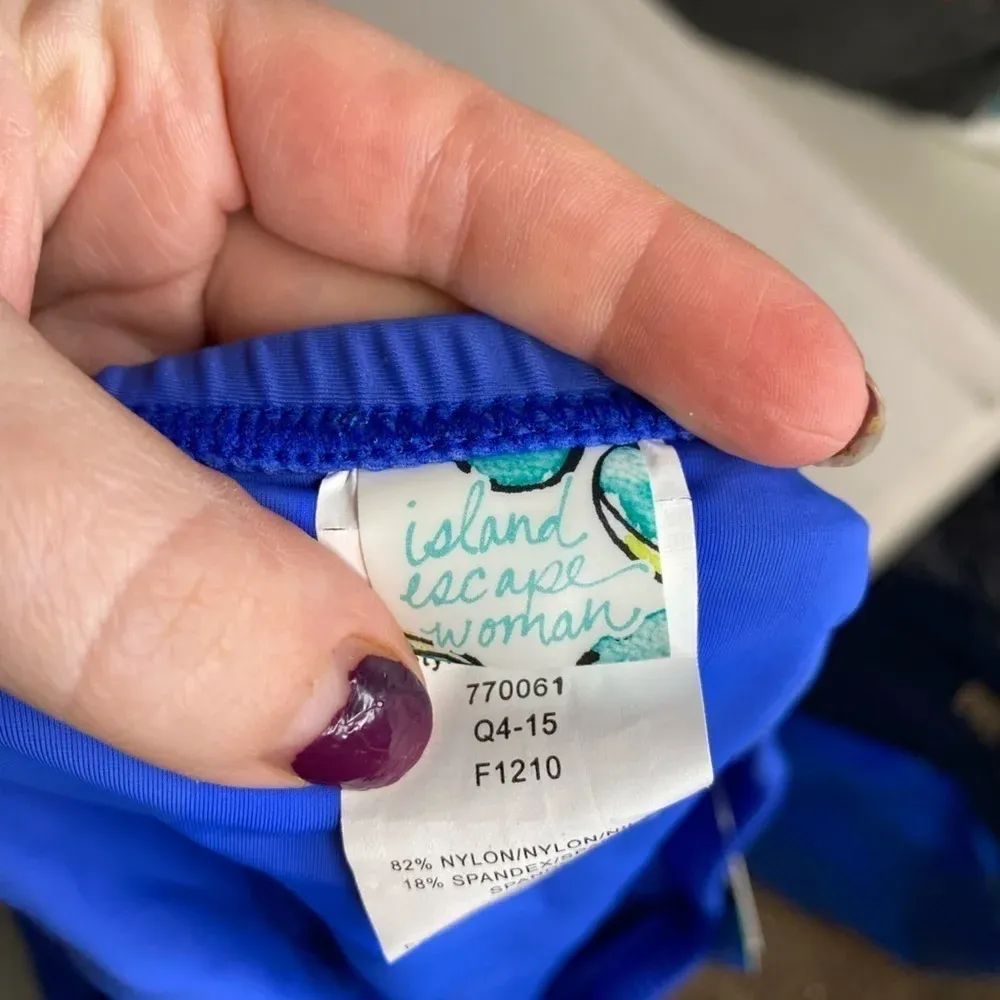 island
escape
woman
770061
Q4-15
F1210
82% NYLON/NYLON/
18% SPANDEX/